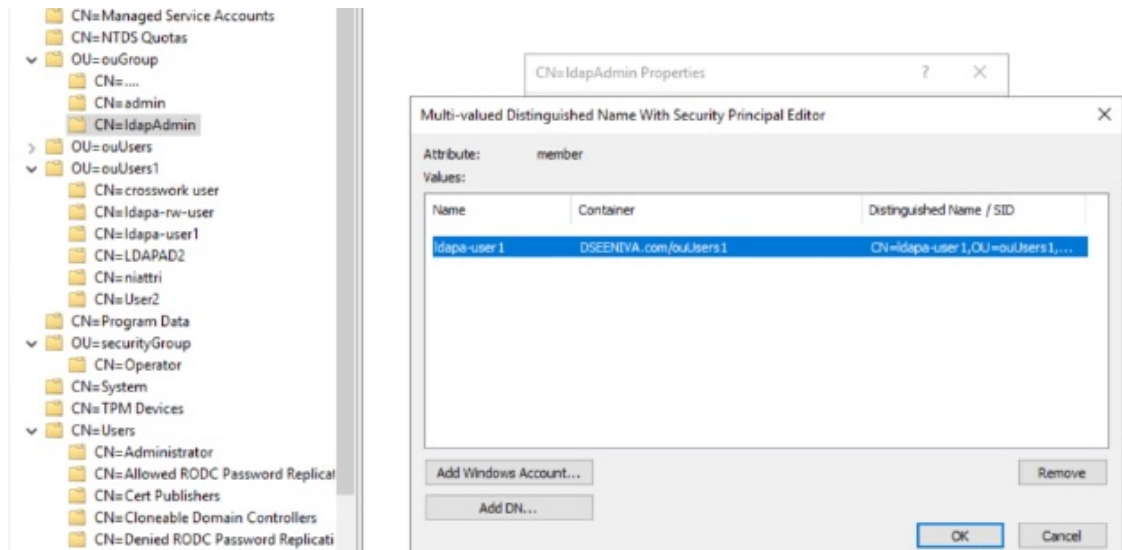 CN=Managed Service Accounts
CN=NTDS Quotas
OU=ouGroup
CN=....
CN=admin
CN=ldapAdmin
OU=ouUsers
OU=ouUsers1
CN=crosswork user
CN=ldapa-rw-user
CN=ldapa-user1
CN=LDAPAD2
CN=niattri
CN=User2
CN=Program Data
OU=securityGroup
CN=Operator
CN=System
CN=TPM Devices
CN=Users
CN=Administrator
CN=Allowed RODC Password Replicat
CN=Cert Publishers
CN=Cloneable Domain Controllers
CN=Denied RODC Password Replicati
CN=ldapAdmin Properties ? ×
Multi-valued Distinguished Name With Security Principal Editor ×
Attribute: member
Values:
Name Container Distinguished Name / SID
ldapa-user1 DSEENIVA.com/ouUsers1 CN=ldapa-user1,OU=ouUsers1,...
Add Windows Account... Remove
Add DN...
OK Cancel